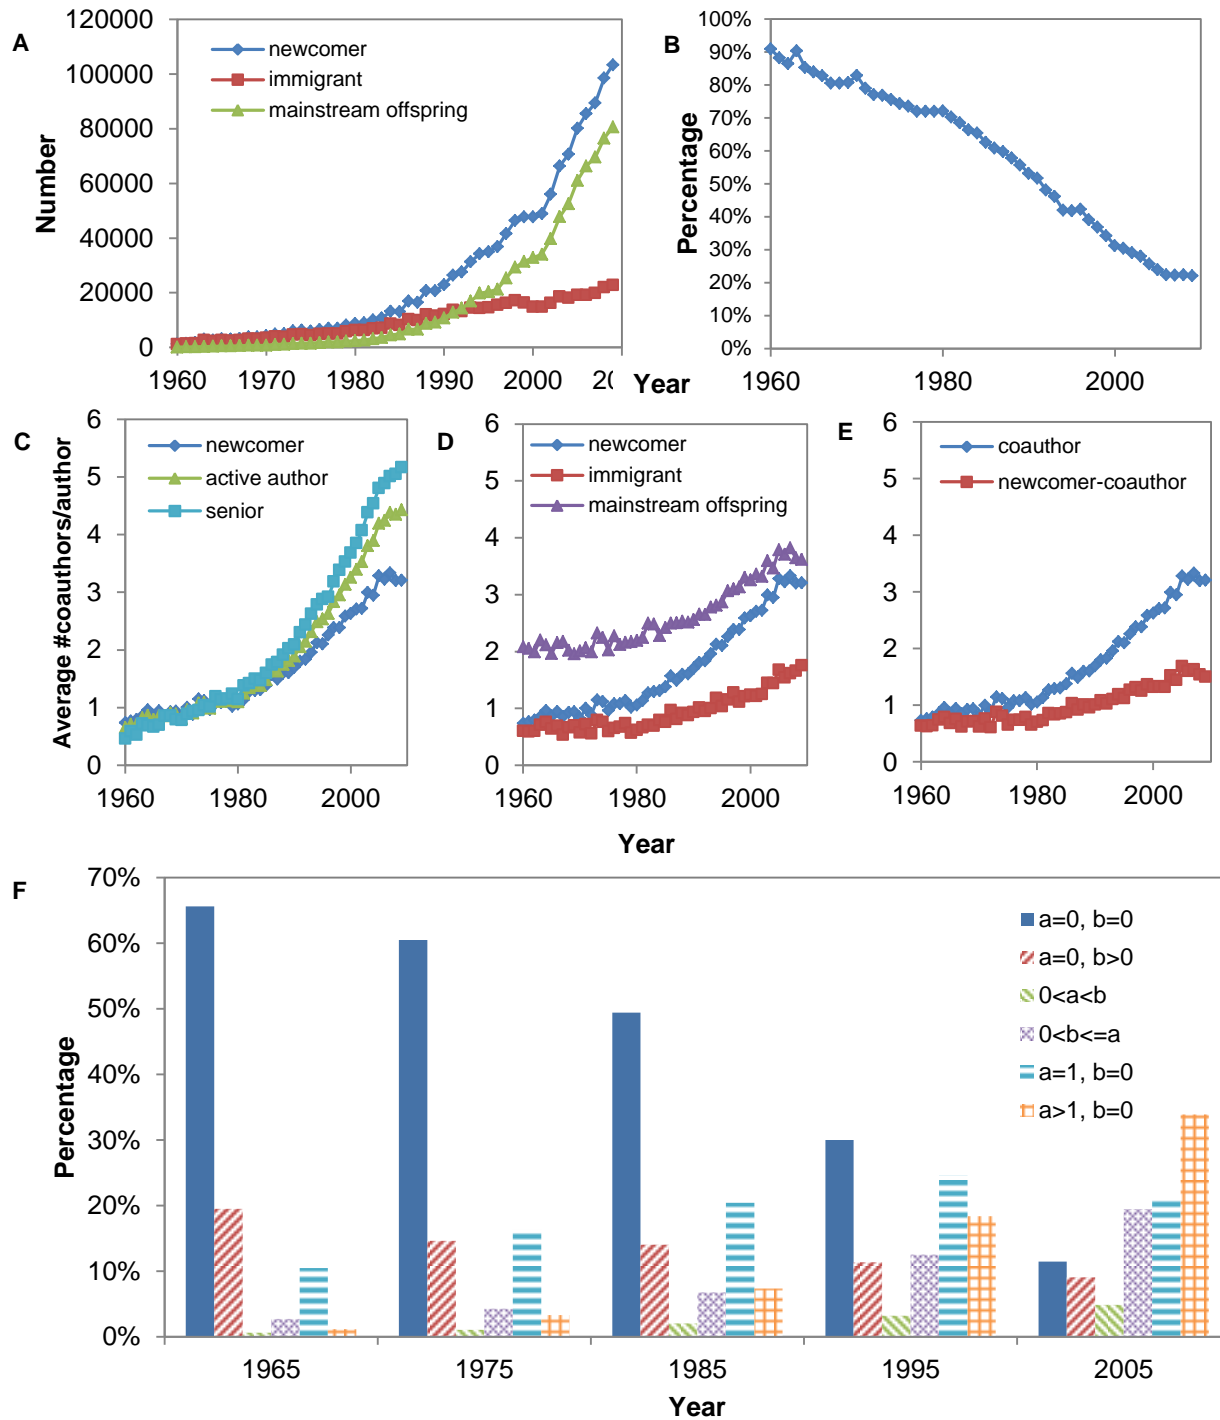 A
Number
120000
100000
80000
60000
40000
20000
0
newcomer
immigrant
mainstream offspring
1960 1970 1980 1990 2000 20
B
Percentage
100%
90%
80%
70%
60%
50%
40%
30%
20%
10%
0%
1960 1980 2000
Year
C
Average #coauthors/author
6
5
4
3
2
1
0
newcomer
active author
senior
1960 1980 2000
D
6
5
4
3
2
1
0
newcomer
immigrant
mainstream offspring
1960 1980 2000
E
6
5
4
3
2
1
0
coauthor
newcomer-coauthor
1960 1980 2000
Year
F
Percentage
70%
60%
50%
40%
30%
20%
10%
0%
a=0, b=0
a=0, b>0
0<a<b
0<b<=a
a=1, b=0
a>1, b=0
1965 1975 1985 1995 2005
Year